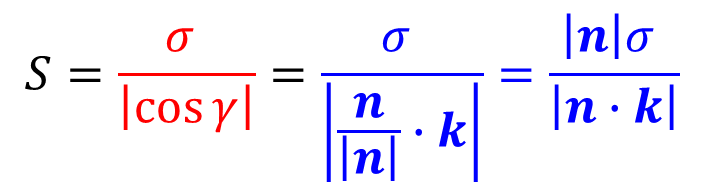 S = σ / |cos γ| = σ / |n/|n| · k| = |n|σ / |n · k|